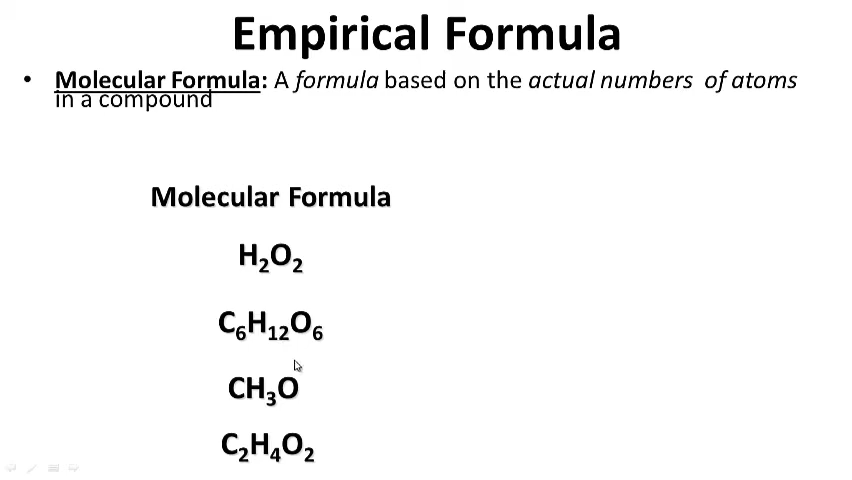 Empirical Formula
• Molecular Formula: A formula based on the actual numbers of atoms
in a compound
Molecular Formula
H₂O₂
C₆H₁₂O₆
CH₃O
C₂H₄O₂